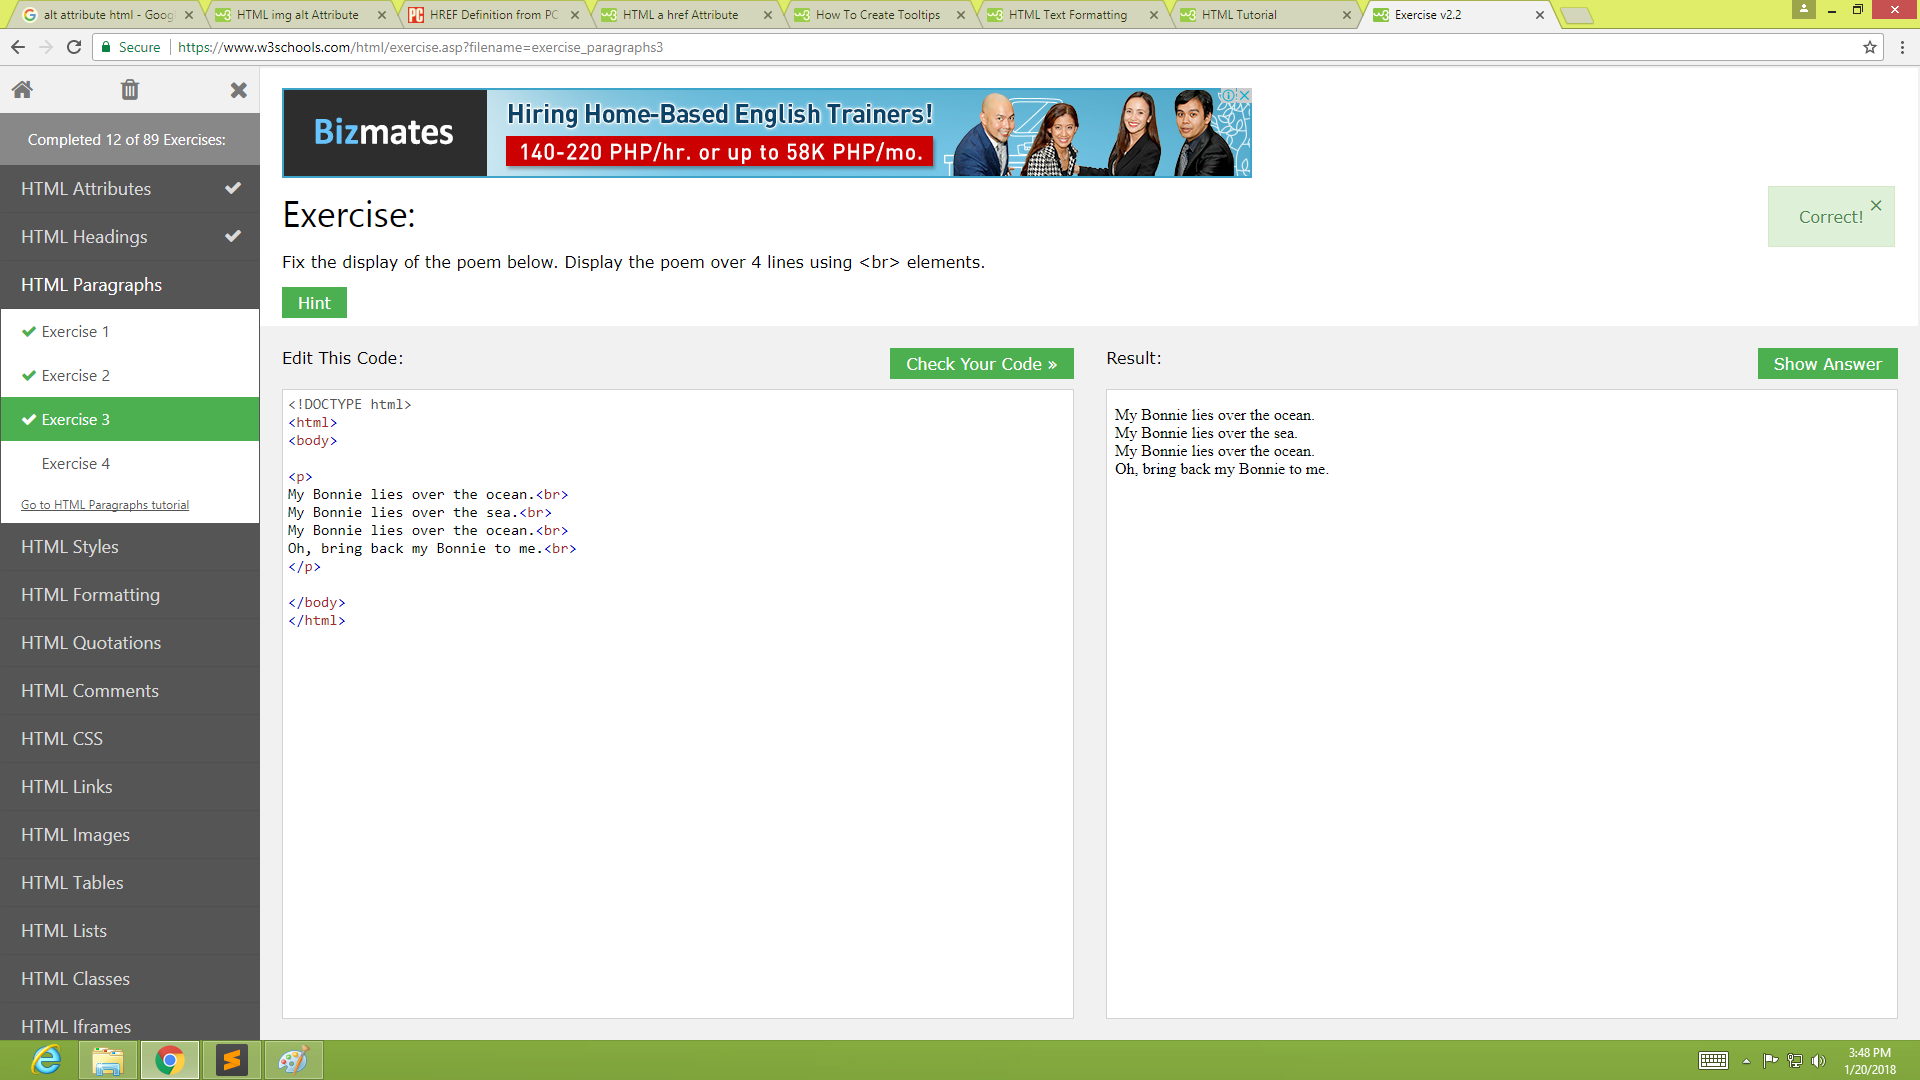 alt attribute html - Goog
HTML img alt Attribute
HREF Definition from PC
HTML a href Attribute
How To Create Tooltips
HTML Text Formatting
HTML Tutorial
Exercise v2.2
Secure
https://www.w3schools.com/html/exercise.asp?filename=exercise_paragraphs3
Completed 12 of 89 Exercises:
HTML Attributes
HTML Headings
HTML Paragraphs
Exercise 1
Exercise 2
Exercise 3
Exercise 4
Go to HTML Paragraphs tutorial
HTML Styles
HTML Formatting
HTML Quotations
HTML Comments
HTML CSS
HTML Links
HTML Images
HTML Tables
HTML Lists
HTML Classes
HTML Iframes
Bizmates
Hiring Home-Based English Trainers!
140-220 PHP/hr. or up to 58K PHP/mo.
Exercise:
Correct!
Fix the display of the poem below. Display the poem over 4 lines using <br> elements.
Hint
Edit This Code:
Check Your Code »
<!DOCTYPE html>
<html>
<body>
<p>
My Bonnie lies over the ocean.<br>
My Bonnie lies over the sea.<br>
My Bonnie lies over the ocean.<br>
Oh, bring back my Bonnie to me.<br>
</p>
</body>
</html>
Result:
Show Answer
My Bonnie lies over the ocean.
My Bonnie lies over the sea.
My Bonnie lies over the ocean.
Oh, bring back my Bonnie to me.
3:48 PM
1/20/2018